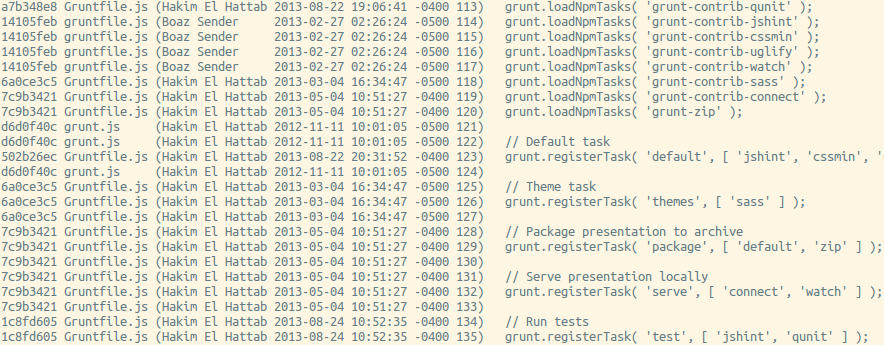 a7b348e8 Gruntfile.js (Hakim El Hattab 2013-08-22 19:06:41 -0400 113)   grunt.loadNpmTasks( 'grunt-contrib-qunit' );
14105feb Gruntfile.js (Boaz Sender     2013-02-27 02:26:24 -0500 114)   grunt.loadNpmTasks( 'grunt-contrib-jshint' );
14105feb Gruntfile.js (Boaz Sender     2013-02-27 02:26:24 -0500 115)   grunt.loadNpmTasks( 'grunt-contrib-cssmin' );
14105feb Gruntfile.js (Boaz Sender     2013-02-27 02:26:24 -0500 116)   grunt.loadNpmTasks( 'grunt-contrib-uglify' );
14105feb Gruntfile.js (Boaz Sender     2013-02-27 02:26:24 -0500 117)   grunt.loadNpmTasks( 'grunt-contrib-watch' );
6a0ce3c5 Gruntfile.js (Hakim El Hattab 2013-03-04 16:34:47 -0500 118)   grunt.loadNpmTasks( 'grunt-contrib-sass' );
7c9b3421 Gruntfile.js (Hakim El Hattab 2013-05-04 10:51:27 -0400 119)   grunt.loadNpmTasks( 'grunt-contrib-connect' );
7c9b3421 Gruntfile.js (Hakim El Hattab 2013-05-04 10:51:27 -0400 120)   grunt.loadNpmTasks( 'grunt-zip' );
d6d0f40c grunt.js     (Hakim El Hattab 2012-11-11 10:01:05 -0500 121)
d6d0f40c grunt.js     (Hakim El Hattab 2012-11-11 10:01:05 -0500 122)   // Default task
502b26ec Gruntfile.js (Hakim El Hattab 2013-08-22 20:31:52 -0400 123)   grunt.registerTask( 'default', [ 'jshint', 'cssmin', '
d6d0f40c grunt.js     (Hakim El Hattab 2012-11-11 10:01:05 -0500 124)
6a0ce3c5 Gruntfile.js (Hakim El Hattab 2013-03-04 16:34:47 -0500 125)   // Theme task
6a0ce3c5 Gruntfile.js (Hakim El Hattab 2013-03-04 16:34:47 -0500 126)   grunt.registerTask( 'themes', [ 'sass' ] );
6a0ce3c5 Gruntfile.js (Hakim El Hattab 2013-03-04 16:34:47 -0500 127)
7c9b3421 Gruntfile.js (Hakim El Hattab 2013-05-04 10:51:27 -0400 128)   // Package presentation to archive
7c9b3421 Gruntfile.js (Hakim El Hattab 2013-05-04 10:51:27 -0400 129)   grunt.registerTask( 'package', [ 'default', 'zip' ] );
7c9b3421 Gruntfile.js (Hakim El Hattab 2013-05-04 10:51:27 -0400 130)
7c9b3421 Gruntfile.js (Hakim El Hattab 2013-05-04 10:51:27 -0400 131)   // Serve presentation locally
7c9b3421 Gruntfile.js (Hakim El Hattab 2013-05-04 10:51:27 -0400 132)   grunt.registerTask( 'serve', [ 'connect', 'watch' ] );
7c9b3421 Gruntfile.js (Hakim El Hattab 2013-05-04 10:51:27 -0400 133)
1c8fd605 Gruntfile.js (Hakim El Hattab 2013-08-24 10:52:35 -0400 134)   // Run tests
1c8fd605 Gruntfile.js (Hakim El Hattab 2013-08-24 10:52:35 -0400 135)   grunt.registerTask( 'test', [ 'jshint', 'qunit' ] );